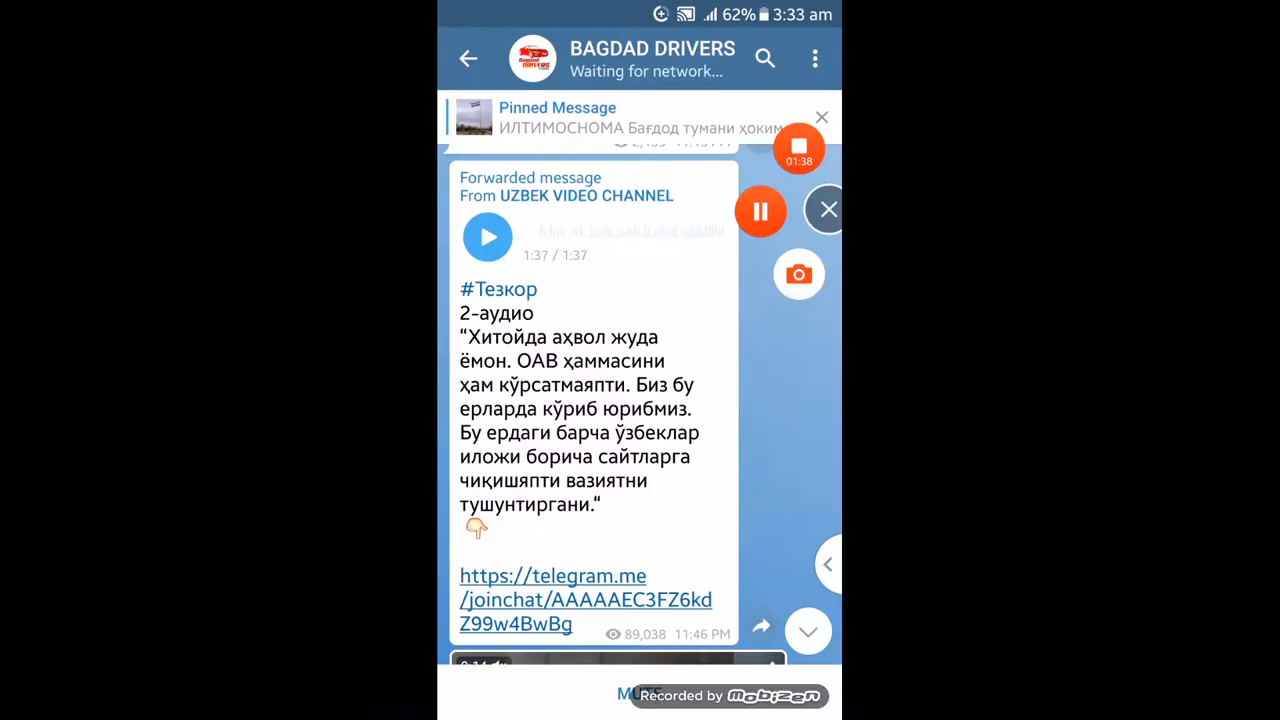 62% 3:33 am
BAGDAD DRIVERS
Waiting for network...
Pinned Message
ИЛТИМОСНОМА Бағдод тумани ҳоким
01:38
Forwarded message
From UZBEK VIDEO CHANNEL
1:37 / 1:37
#Тезкор
2-аудио
“Хитойда аҳвол жуда
ёмон. ОАВ ҳаммасини
ҳам кўрсатмаяпти. Биз бу
ерларда кўриб юрибмиз.
Бу ердаги барча ўзбеклар
иложи борича сайтларга
чиқишяпти вазиятни
тушунтиргани.“
https://telegram.me
/joinchat/AAAAAEC3FZ6kd
Z99w4BwBg
89,038 11:46 PM
MUTE
Recorded by mobizen